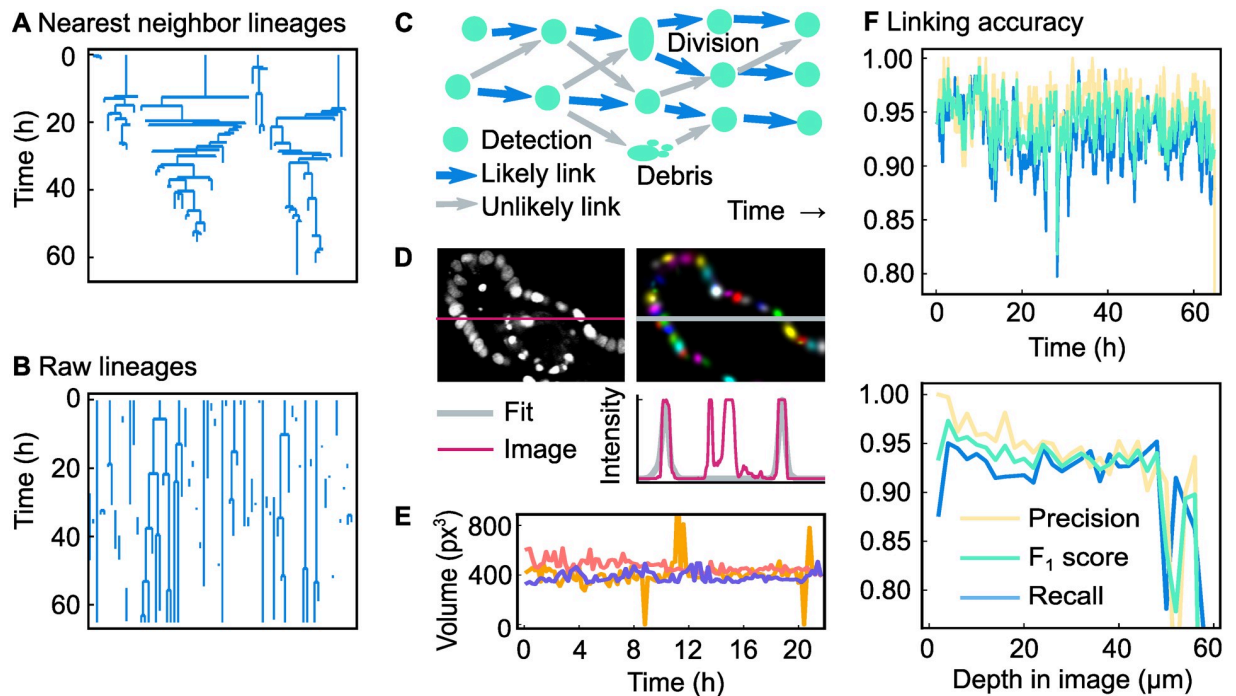 A Nearest neighbor lineages
0
20
40
60
Time (h)
B Raw lineages
0
20
40
60
Time (h)
C
Division
Detection
Likely link
Unlikely link
Debris
Time →
D
Fit
Image
Intensity
E
Volume (px³)
800
400
0
0 4 8 12 16 20
Time (h)
F Linking accuracy
1.00
0.95
0.90
0.85
0.80
0 20 40 60
Time (h)
1.00
0.95
0.90
0.85
0.80
Precision
F₁ score
Recall
0 20 40 60
Depth in image (μm)